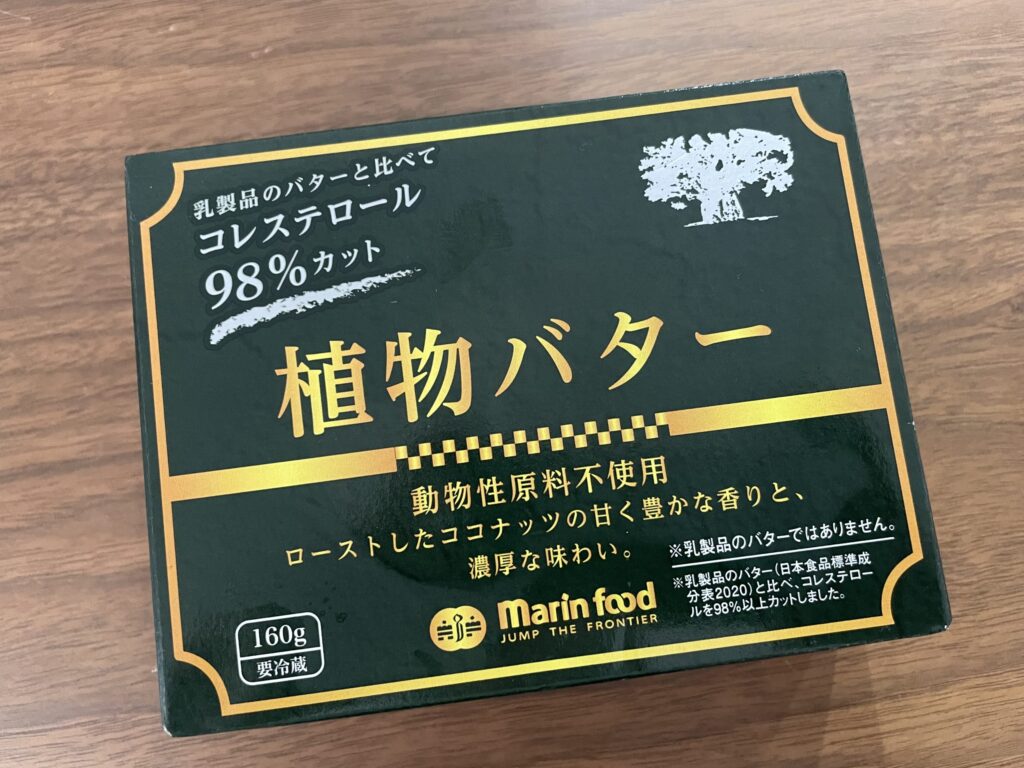 乳製品のバターと比べて
コレステロール
98%カット
植物バター
動物性原料不使用
ローストしたココナッツの甘く豊かな香りと、
濃厚な味わい。
※乳製品のバターではありません。
※乳製品のバター(日本食品標準成
分表2020)と比べ、コレステロー
ルを98%以上カットしました。
marin food
JUMP THE FRONTIER
160g
要冷蔵